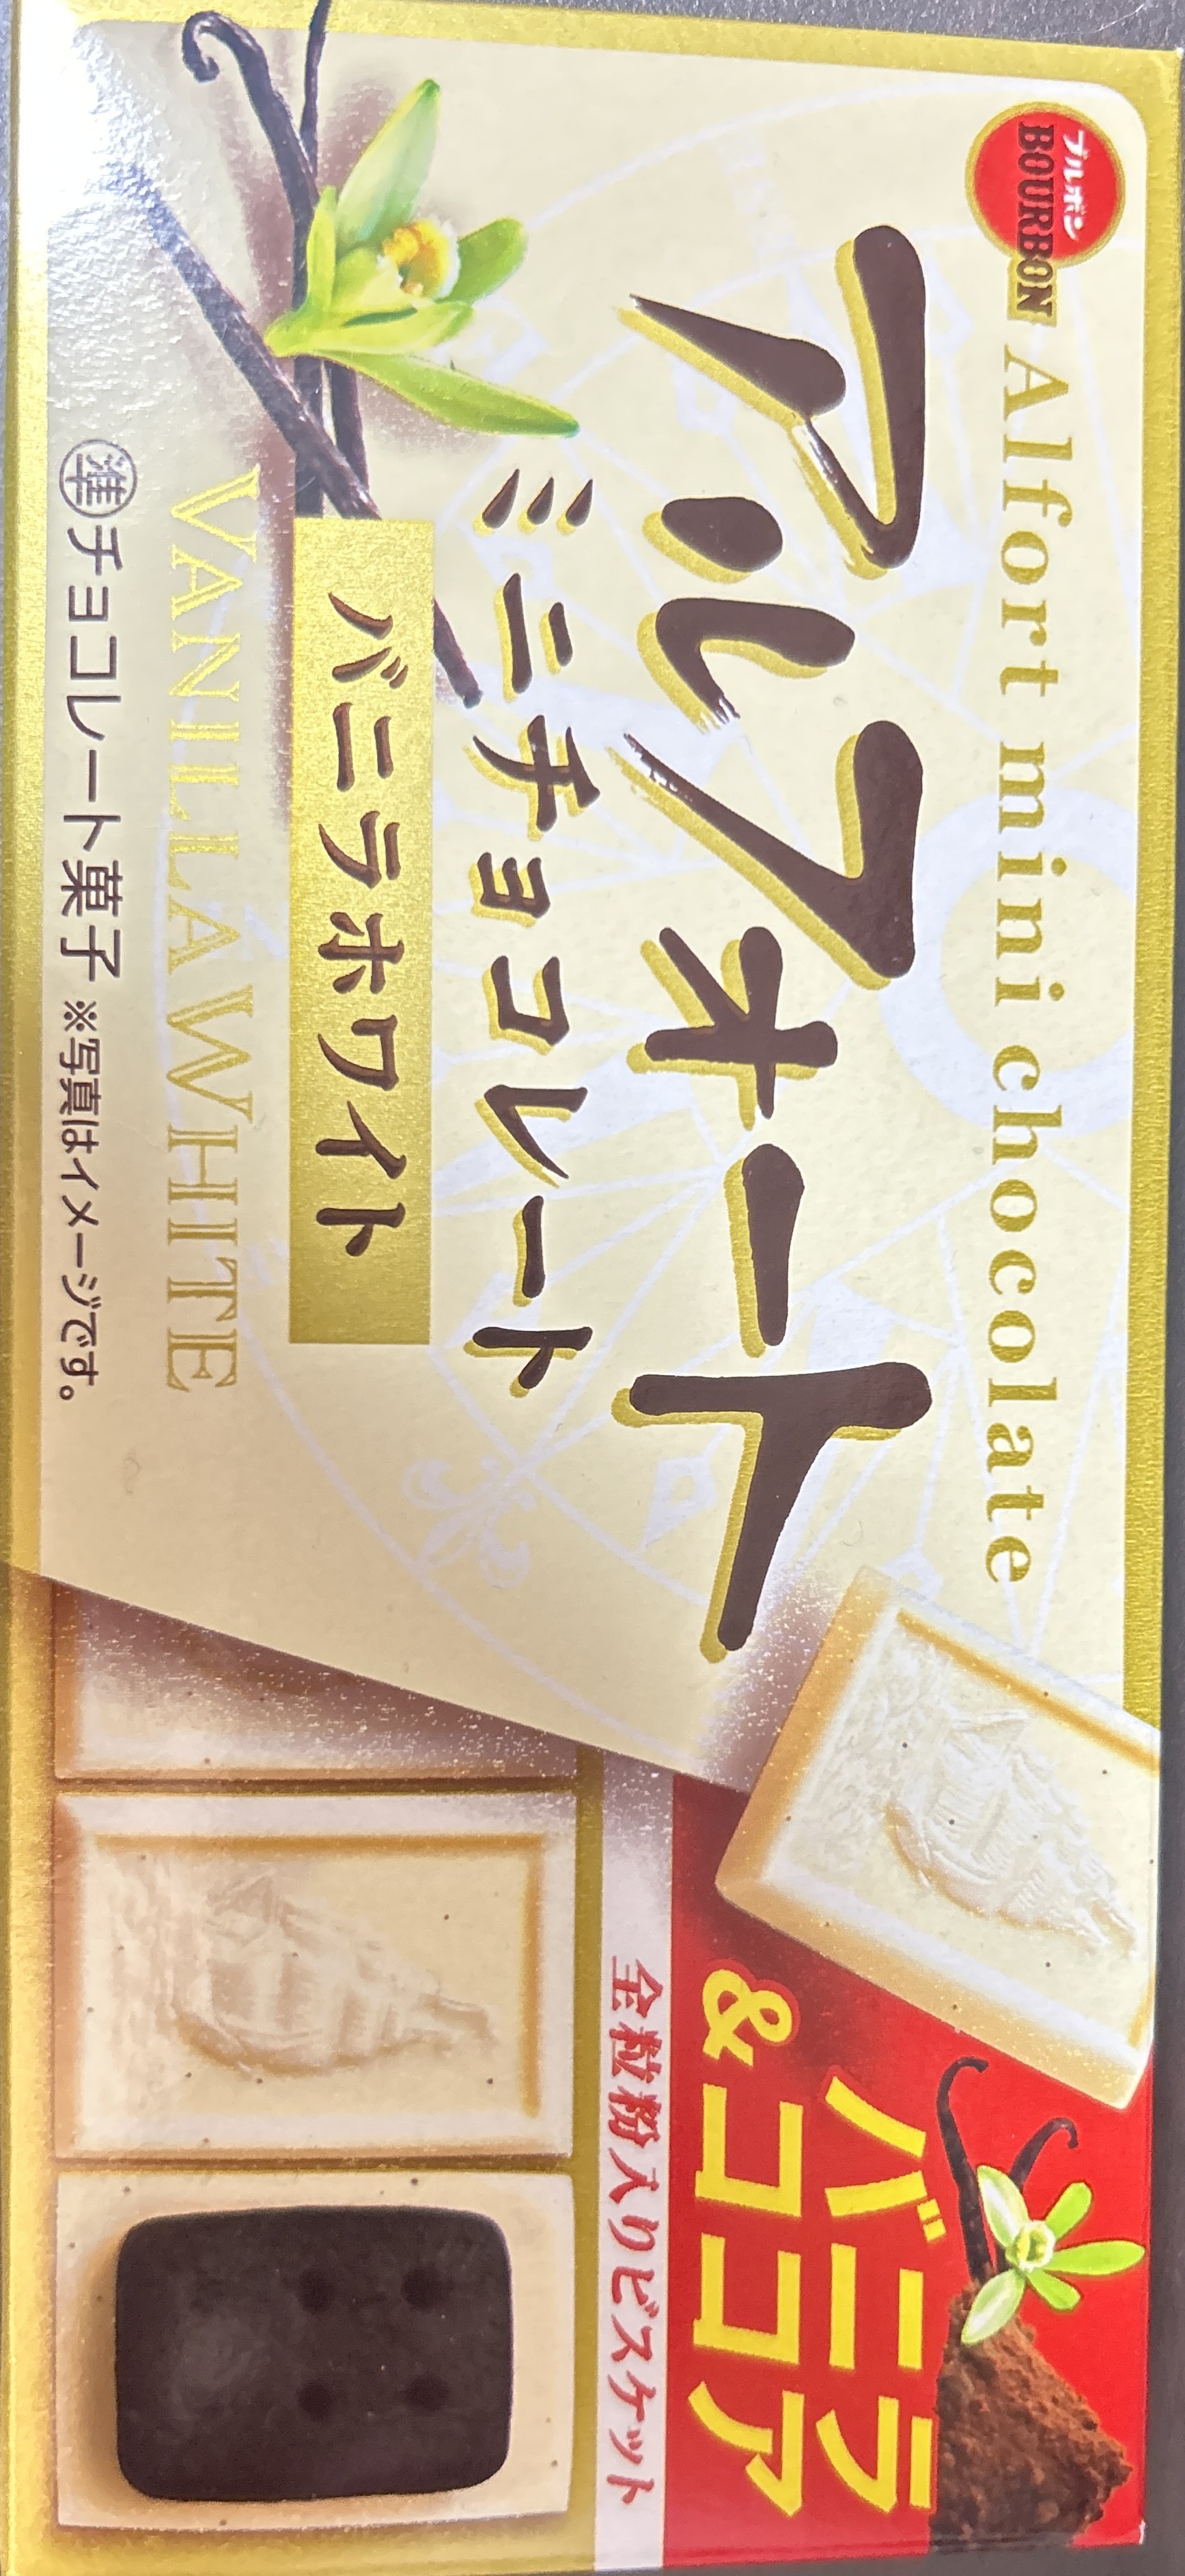 ブルボン
BOURBON
Alfort mini chocolate
アルフォート
ミニチョコレート
バニラホワイト
VANILLA WHITE
準チョコレート菓子 ※写真はイメージです。
バニラ
&ココア
全粒粉入りビスケット